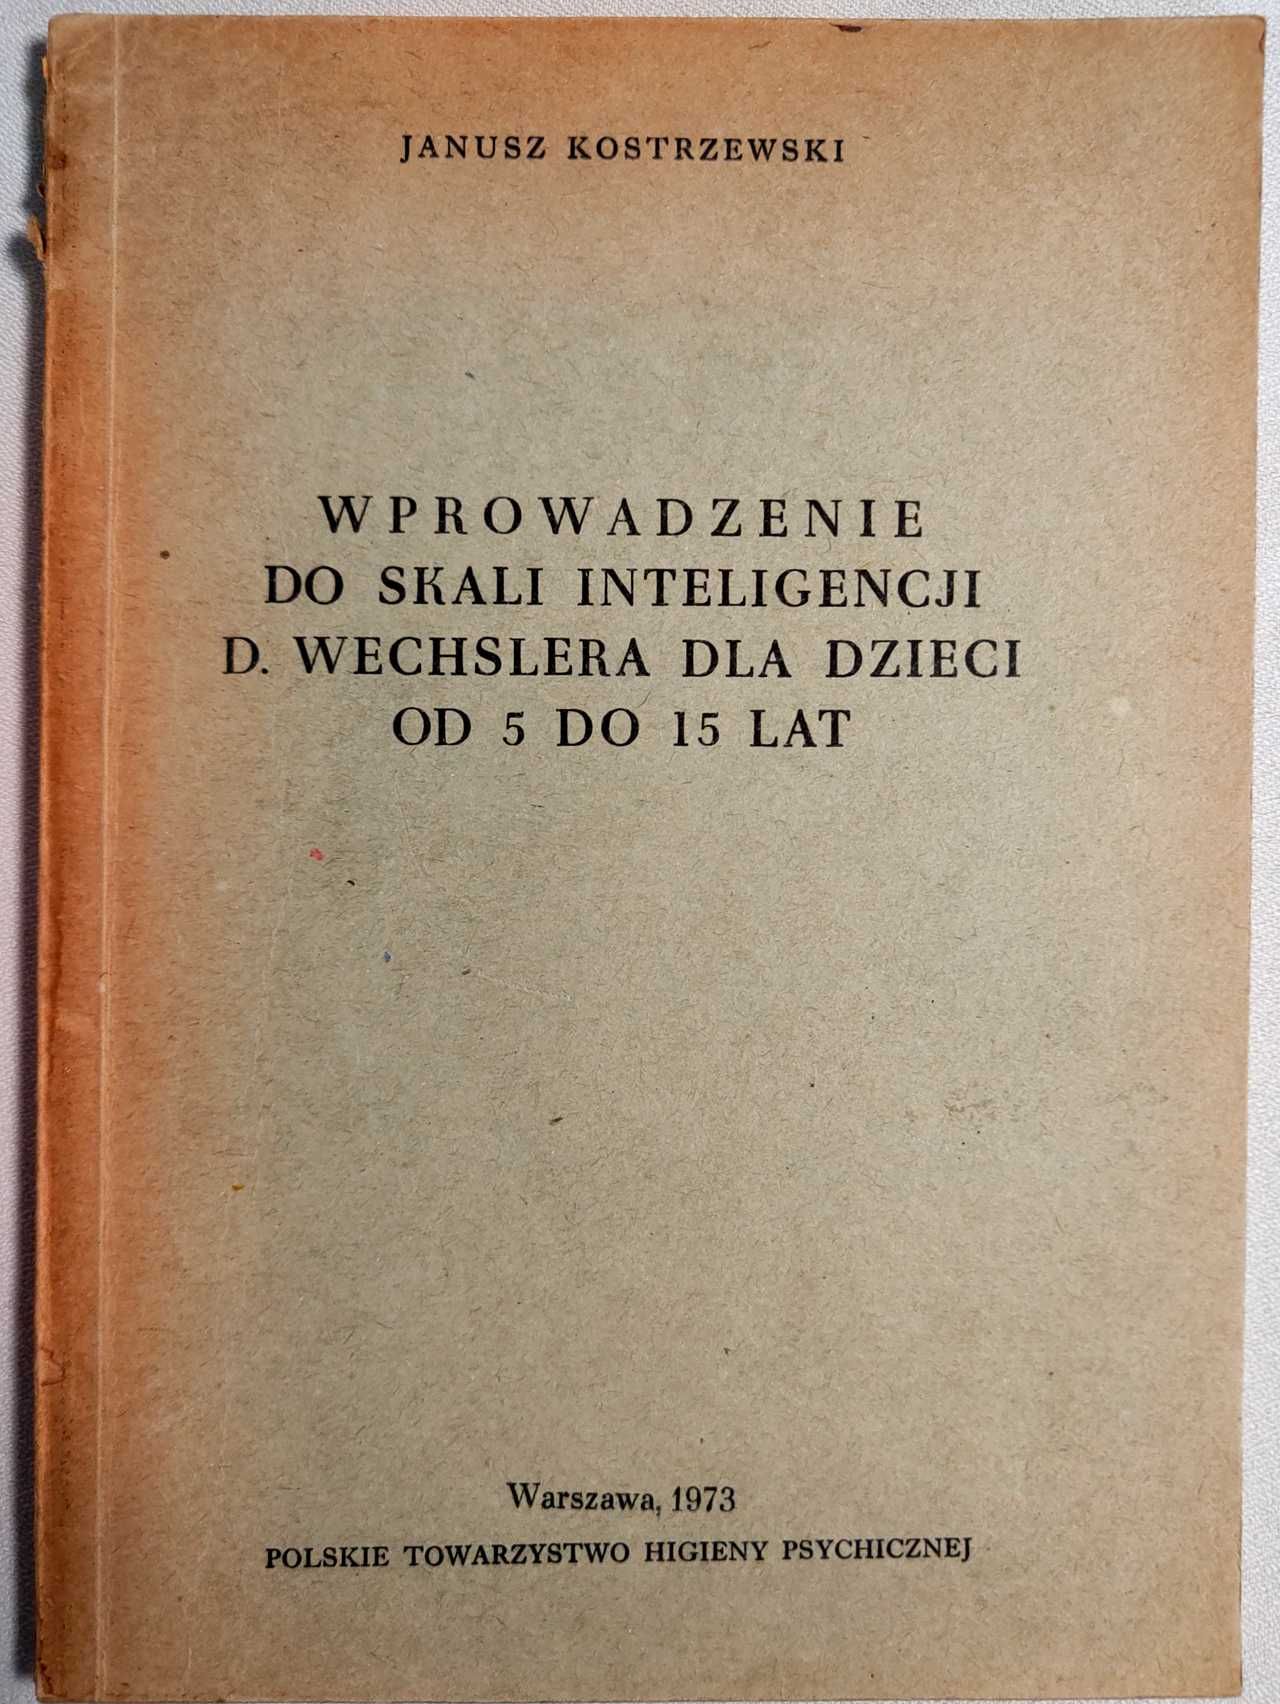 JANUSZ KOSTRZEWSKI
WPROWADZENIE
DO SKALI INTELIGENCJI
D. WECHSLERA DLA DZIECI
OD 5 DO 15 LAT
Warszawa, 1973
POLSKIE TOWARZYSTWO HIGIENY PSYCHICZNEJ